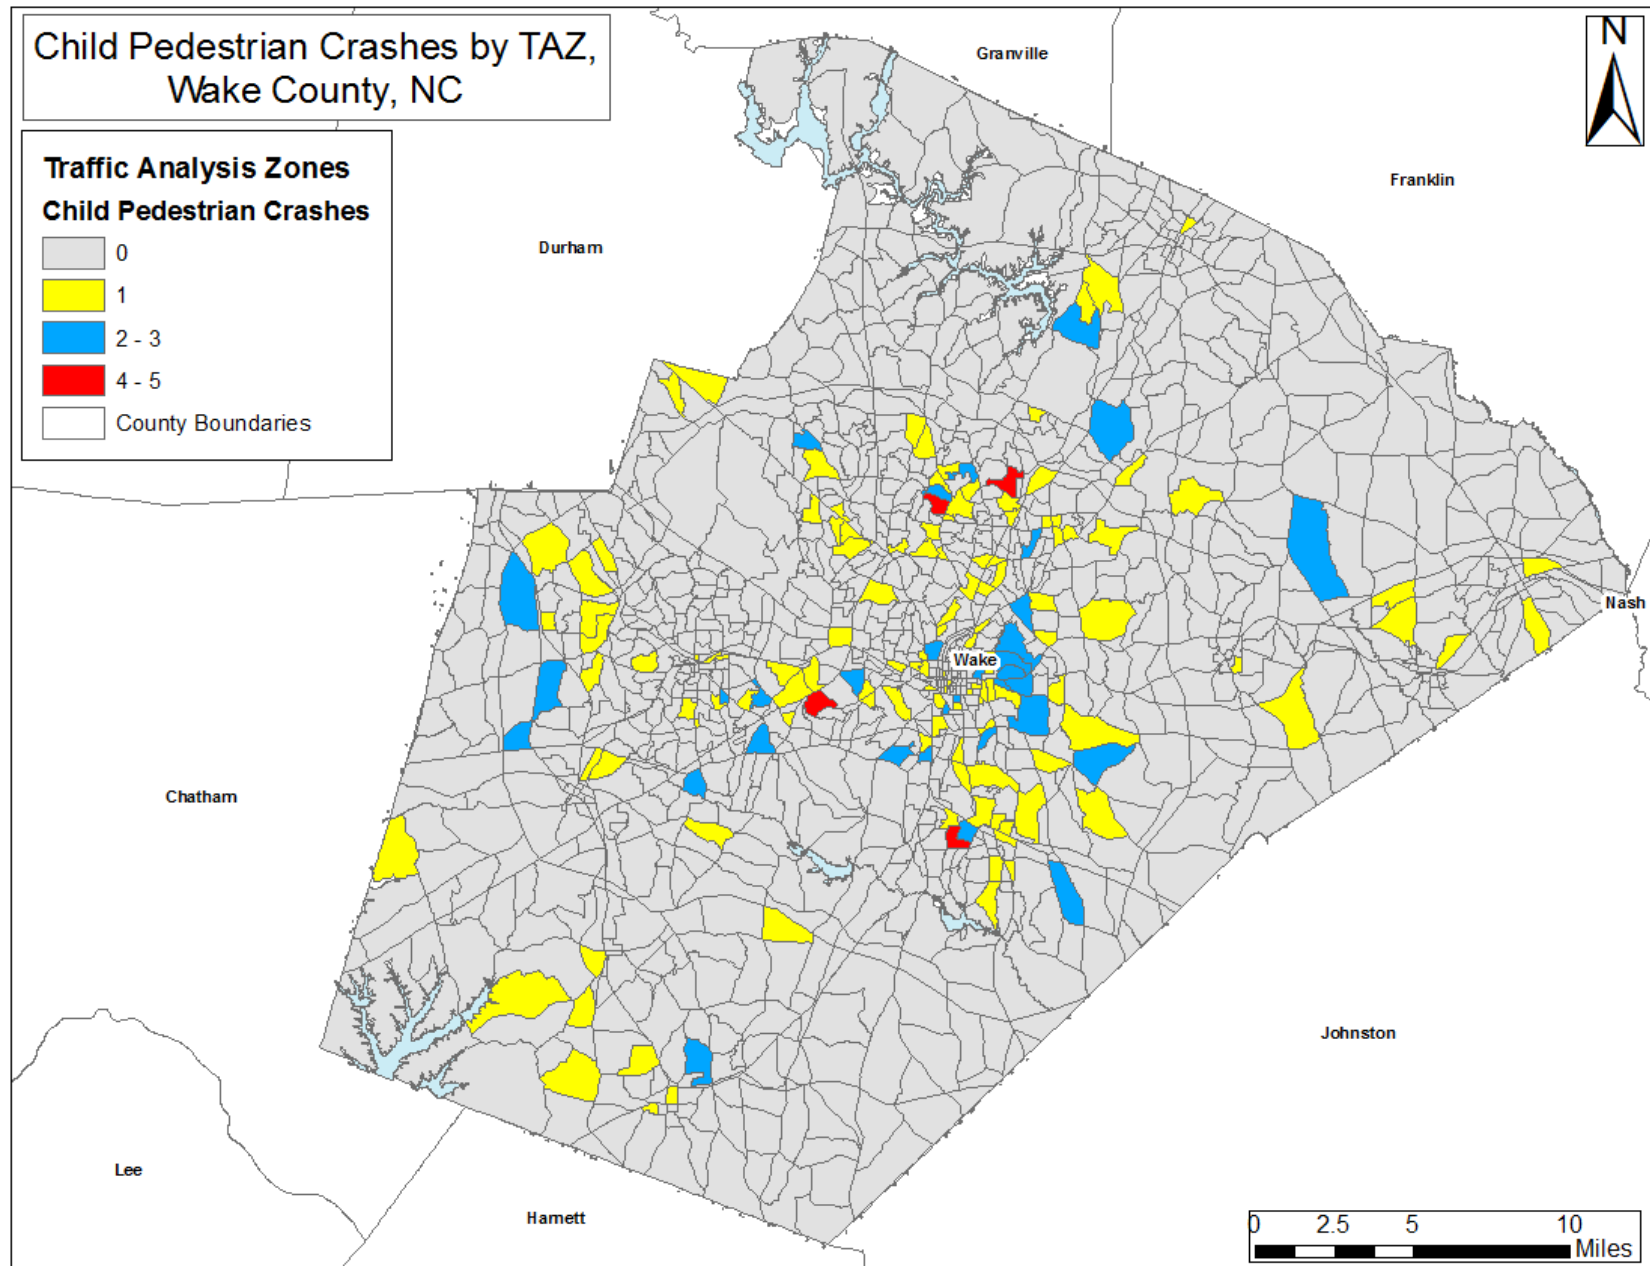 Child Pedestrian Crashes by TAZ,
Wake County, NC
Traffic Analysis Zones
Child Pedestrian Crashes
0
1
2 - 3
4 - 5
County Boundaries
N
Granville
Franklin
Durham
Nash
Wake
Chatham
Johnston
Lee
Harnett
0 2.5 5 10
Miles